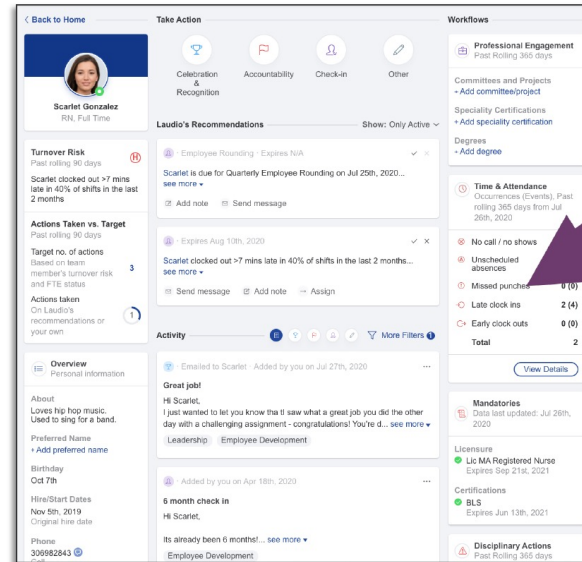 Back to Home
Scarlet Gonzalez
RN, Full Time
Turnover Risk
Past rolling 90 days
H
Scarlet clocked out >7 mins
late in 40% of shifts in the last
2 months
Actions Taken vs. Target
Past rolling 90 days
Target no. of actions
Based on team
member's turnover risk
and FTE status
3
Actions taken
On Laudio's
recommendations or
your own
1
Overview
Personal information
About
Loves hip hop music.
Used to sing for a band.
Preferred Name
+ Add preferred name
Birthday
Oct 7th
Hire/Start Dates
Nov 5th, 2019
Original hire date
Phone
306982843
Cell
Take Action
Celebration
&
Recognition
Accountability
Check-in
Other
Laudio's Recommendations
Show: Only Active
Employee Rounding · Expires N/A
Scarlet is due for Quarterly Employee Rounding on Jul 25th, 2020...
see more
Add note
Send message
Expires Aug 10th, 2020
Scarlet clocked out >7 mins late in 40% of shifts in the last 2 months...
see more
Send message
Add note
Assign
Activity
More Filters
Emailed to Scarlet · Added by you on Jul 27th, 2020
Great job!
Hi Scarlet,
I just wanted to let you know tha tI saw what a great job you did the other
day with a challenging assignment - congratulations! You're d... see more
Leadership
Employee Development
Added by you on Apr 18th, 2020
6 month check in
Hi Scarlet,
Its already been 6 months!... see more
Employee Development
Workflows
Professional Engagement
Past Rolling 365 days
Committees and Projects
+ Add committee/project
Speciality Certifications
+ Add speciality certification
Degrees
+ Add degree
Time & Attendance
Occurrences (Events), Past
rolling 365 days from Jul
26th, 2020
No call / no shows
Unscheduled
absences
Missed punches 0 (0)
Late clock ins 2 (4)
Early clock outs 0 (0)
Total 2
View Details
Mandatories
Data last updated: Jul 26th,
2020
Licensure
Lic MA Registered Nurse
Expires Sep 21st, 2021
Certifications
BLS
Expires Jun 13th, 2021
Disciplinary Actions
Past Rolling 365 days